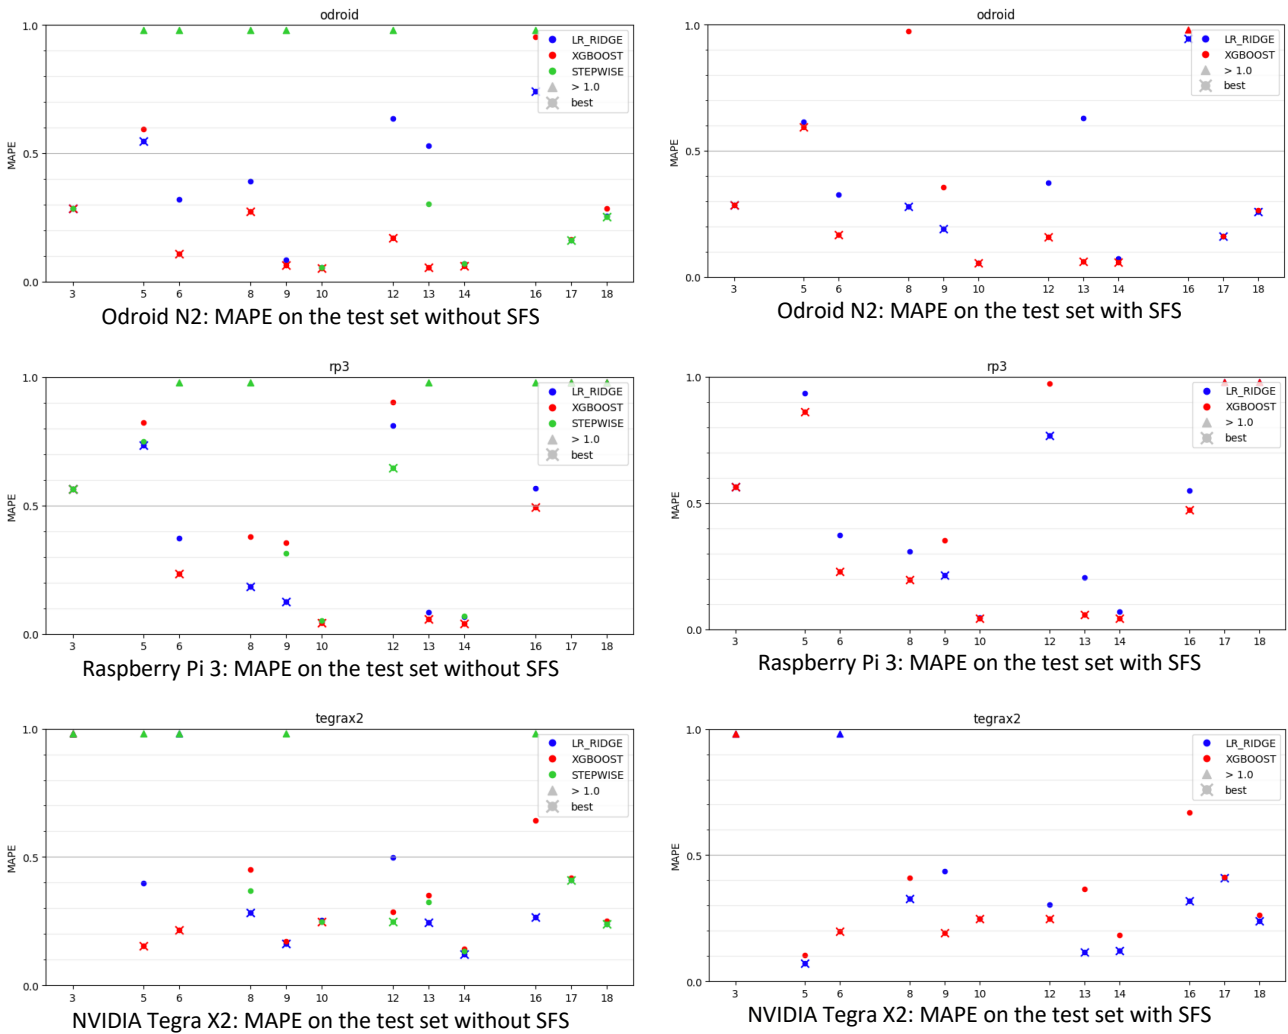 odroid
1.0
0.5
0.0
MAPE
LR_RIDGE
XGBOOST
STEPWISE
> 1.0
best
3 5 6 8 9 10 12 13 14 16 17 18
Odroid N2: MAPE on the test set without SFS
odroid
1.0
0.5
0.0
MAPE
LR_RIDGE
XGBOOST
> 1.0
best
3 5 6 8 9 10 12 13 14 16 17 18
Odroid N2: MAPE on the test set with SFS
rp3
1.0
0.5
0.0
MAPE
LR_RIDGE
XGBOOST
STEPWISE
> 1.0
best
3 5 6 8 9 10 12 13 14 16 17 18
Raspberry Pi 3: MAPE on the test set without SFS
rp3
1.0
0.5
0.0
MAPE
LR_RIDGE
XGBOOST
> 1.0
best
3 5 6 8 9 10 12 13 14 16 17 18
Raspberry Pi 3: MAPE on the test set with SFS
tegrax2
1.0
0.5
0.0
MAPE
LR_RIDGE
XGBOOST
STEPWISE
> 1.0
best
3 5 6 8 9 10 12 13 14 16 17 18
NVIDIA Tegra X2: MAPE on the test set without SFS
tegrax2
1.0
0.5
0.0
MAPE
LR_RIDGE
XGBOOST
> 1.0
best
3 5 6 8 9 10 12 13 14 16 17 18
NVIDIA Tegra X2: MAPE on the test set with SFS